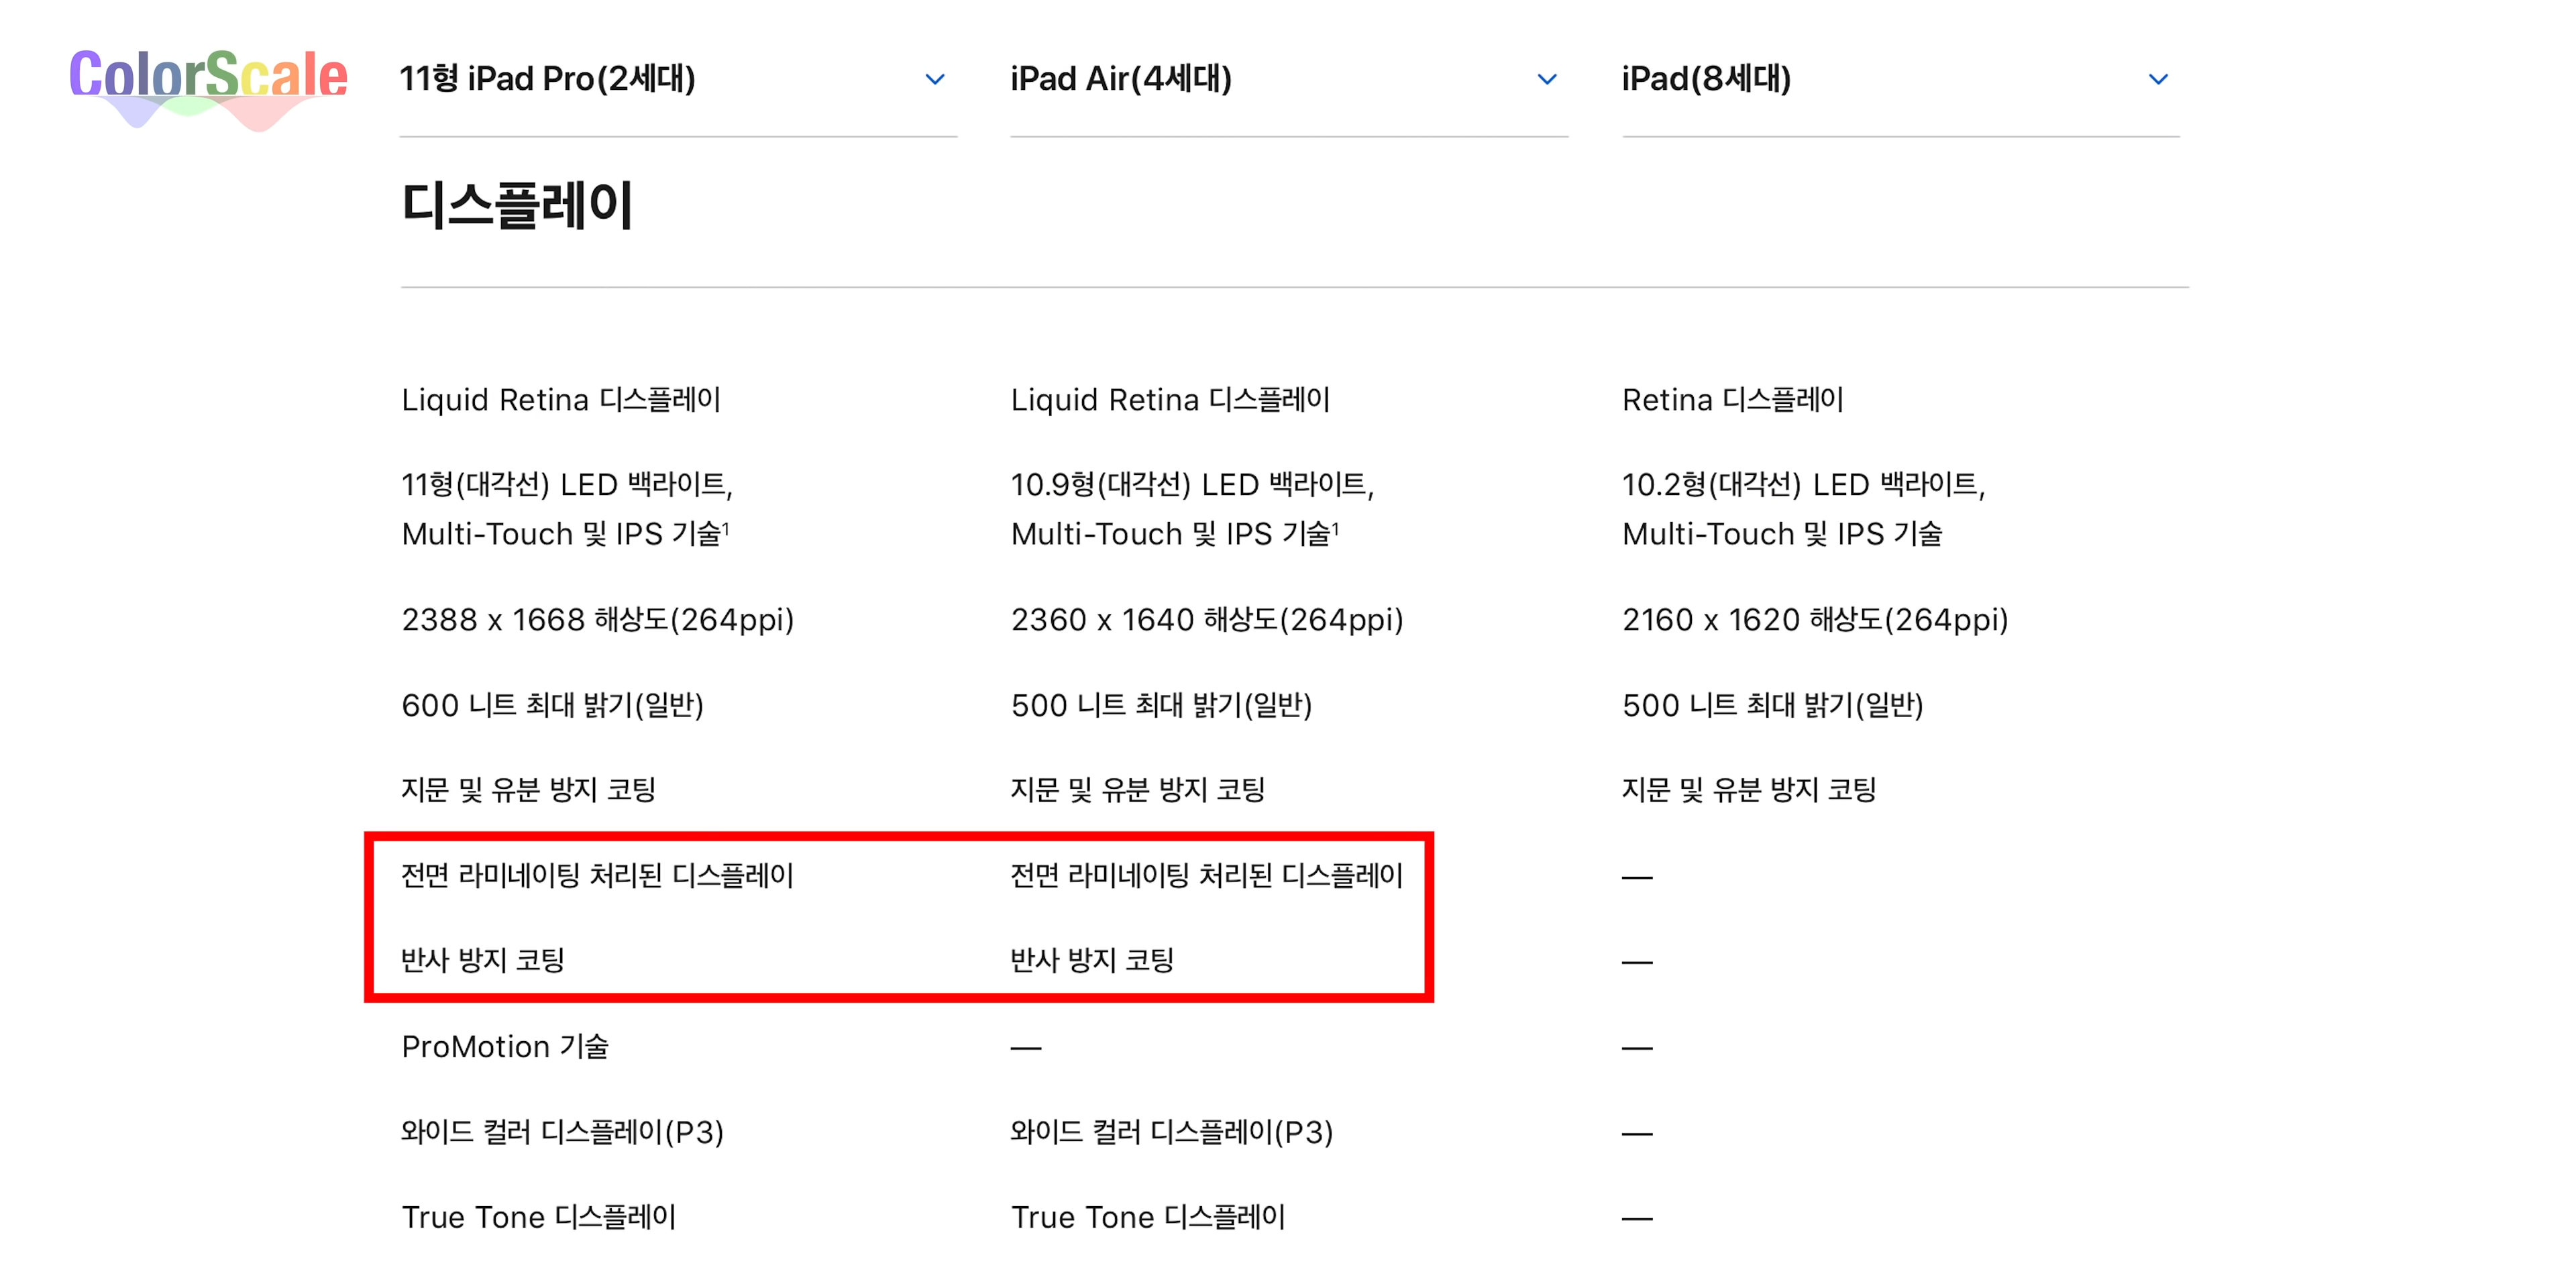 ColorScale
11형 iPad Pro(2세대)
iPad Air(4세대)
iPad(8세대)
디스플레이
Liquid Retina 디스플레이
Liquid Retina 디스플레이
Retina 디스플레이
11형(대각선) LED 백라이트,
Multi-Touch 및 IPS 기술¹
10.9형(대각선) LED 백라이트,
Multi-Touch 및 IPS 기술¹
10.2형(대각선) LED 백라이트,
Multi-Touch 및 IPS 기술
2388 x 1668 해상도(264ppi)
2360 x 1640 해상도(264ppi)
2160 x 1620 해상도(264ppi)
600 니트 최대 밝기(일반)
500 니트 최대 밝기(일반)
500 니트 최대 밝기(일반)
지문 및 유분 방지 코팅
지문 및 유분 방지 코팅
지문 및 유분 방지 코팅
전면 라미네이팅 처리된 디스플레이
전면 라미네이팅 처리된 디스플레이
—
반사 방지 코팅
반사 방지 코팅
—
ProMotion 기술
—
—
와이드 컬러 디스플레이(P3)
와이드 컬러 디스플레이(P3)
—
True Tone 디스플레이
True Tone 디스플레이
—